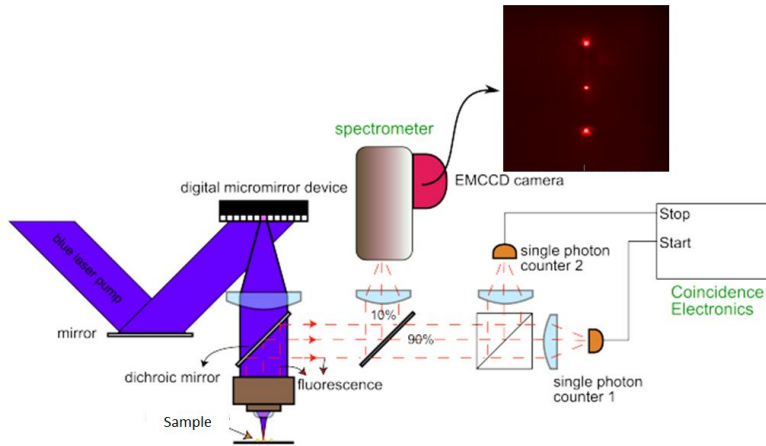 spectrometer
digital micromirror device
EMCCD camera
blue laser pump
Stop
Start
single photon
counter 2
Coincidence
Electronics
mirror
10%
90%
dichroic mirror
fluorescence
single photon
counter 1
Sample